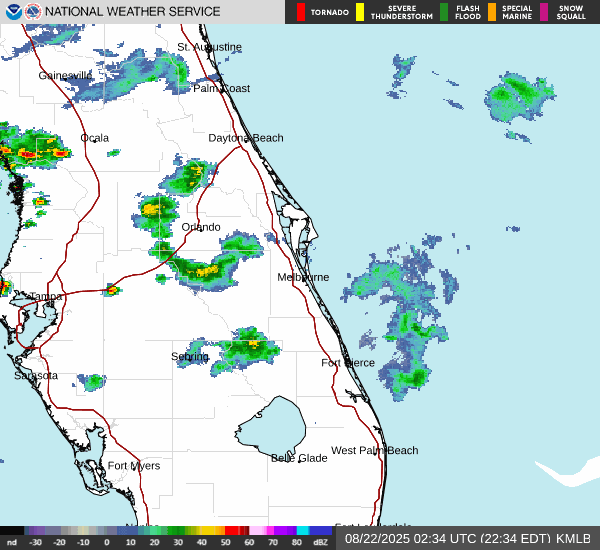 NATIONAL WEATHER SERVICE
TORNADO
SEVERE THUNDERSTORM
FLASH FLOOD
SPECIAL MARINE
SNOW SQUALL
St. Augustine
Gainesville
Palm Coast
Ocala
Daytona Beach
Orlando
Melbourne
Tampa
Sebring
Fort Pierce
Sarasota
West Palm Beach
Belle Glade
Fort Myers
nd -30 -20 -10 0 10 20 30 40 50 60 70 80 dBZ
08/22/2025 02:34 UTC (22:34 EDT) KMLB